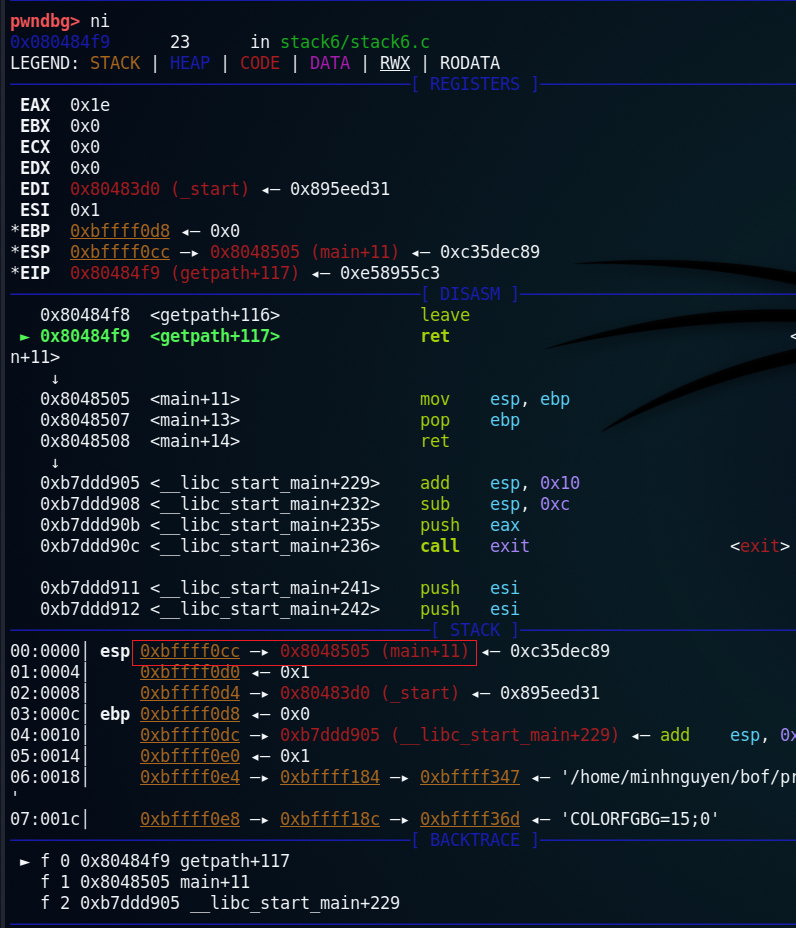 pwndbg> ni
0x080484f9      23      in stack6/stack6.c
LEGEND: STACK | HEAP | CODE | DATA | RWX | RODATA
[ REGISTERS ]
EAX  0x1e
EBX  0x0
ECX  0x0
EDX  0x0
EDI  0x80483d0 (_start) ◂— 0x895eed31
ESI  0x1
*EBP  0xbffff0d8 ◂— 0x0
*ESP  0xbffff0cc —▸ 0x8048505 (main+11) ◂— 0xc35dec89
*EIP  0x80484f9 (getpath+117) ◂— 0xe58955c3
[ DISASM ]
0x80484f8  <getpath+116>              leave
► 0x80484f9  <getpath+117>              ret                                  <
n+11>
↓
0x8048505  <main+11>                  mov    esp, ebp
0x8048507  <main+13>                  pop    ebp
0x8048508  <main+14>                  ret
↓
0xb7ddd905 <__libc_start_main+229>    add    esp, 0x10
0xb7ddd908 <__libc_start_main+232>    sub    esp, 0xc
0xb7ddd90b <__libc_start_main+235>    push   eax
0xb7ddd90c <__libc_start_main+236>    call   exit                    <exit>
0xb7ddd911 <__libc_start_main+241>    push   esi
0xb7ddd912 <__libc_start_main+242>    push   esi
[ STACK ]
00:0000│ esp 0xbffff0cc —▸ 0x8048505 (main+11) ◂— 0xc35dec89
01:0004│     0xbffff0d0 ◂— 0x1
02:0008│     0xbffff0d4 —▸ 0x80483d0 (_start) ◂— 0x895eed31
03:000c│ ebp 0xbffff0d8 ◂— 0x0
04:0010│     0xbffff0dc —▸ 0xb7ddd905 (__libc_start_main+229) ◂— add    esp, 0x
05:0014│     0xbffff0e0 ◂— 0x1
06:0018│     0xbffff0e4 —▸ 0xbffff184 —▸ 0xbffff347 ◂— '/home/minhnguyen/bof/pr
'
07:001c│     0xbffff0e8 —▸ 0xbffff18c —▸ 0xbffff36d ◂— 'COLORFGBG=15;0'
[ BACKTRACE ]
► f 0 0x80484f9 getpath+117
f 1 0x8048505 main+11
f 2 0xb7ddd905 __libc_start_main+229